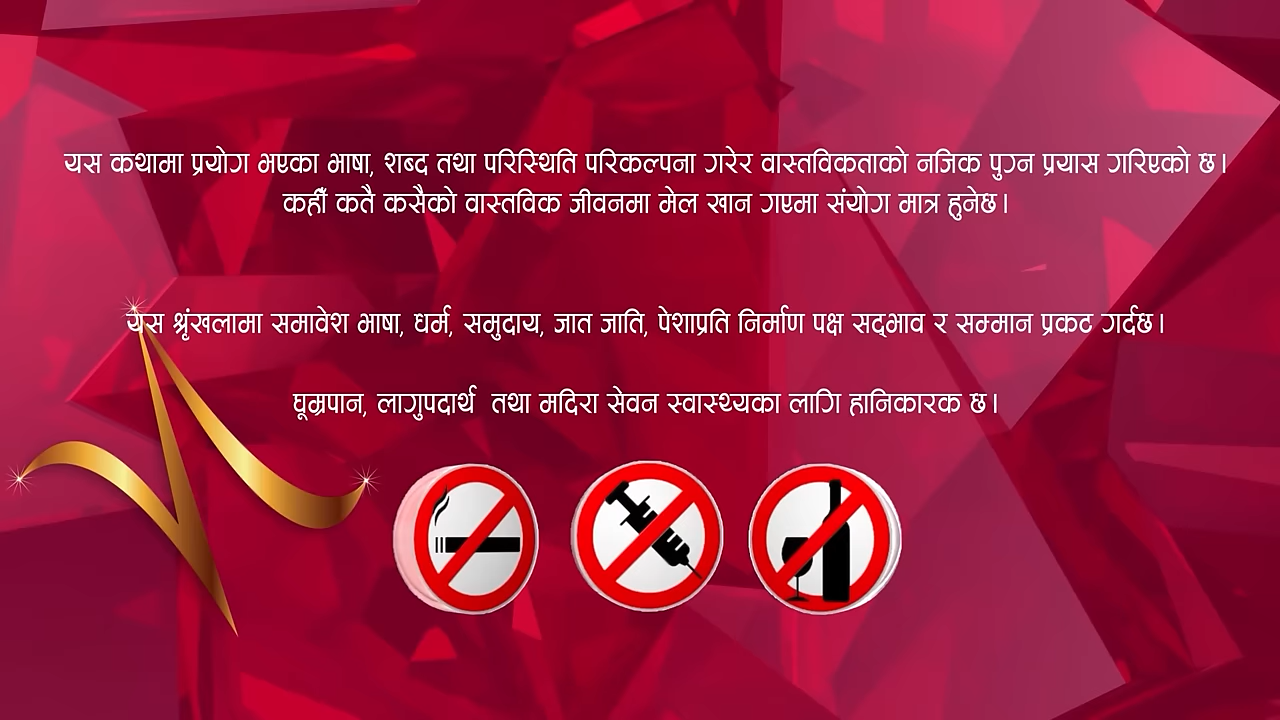 यस कथामा प्रयोग भएका भाषा, शब्द तथा परिस्थिति परिकल्पना गरेर वास्तविकताको नजिक पुग्न प्रयास गरिएको छ।
कहीँ कतै कसैको वास्तविक जीवनमा मेल खान गएमा संयोग मात्र हुनेछ।
यस श्रृंखलामा समावेश भाषा, धर्म, समुदाय, जात जाति, पेशाप्रति निर्माण पक्ष सद्भाव र सम्मान प्रकट गर्दछ।
धूम्रपान, लागुपदार्थ तथा मदिरा सेवन स्वास्थ्यका लागि हानिकारक छ।